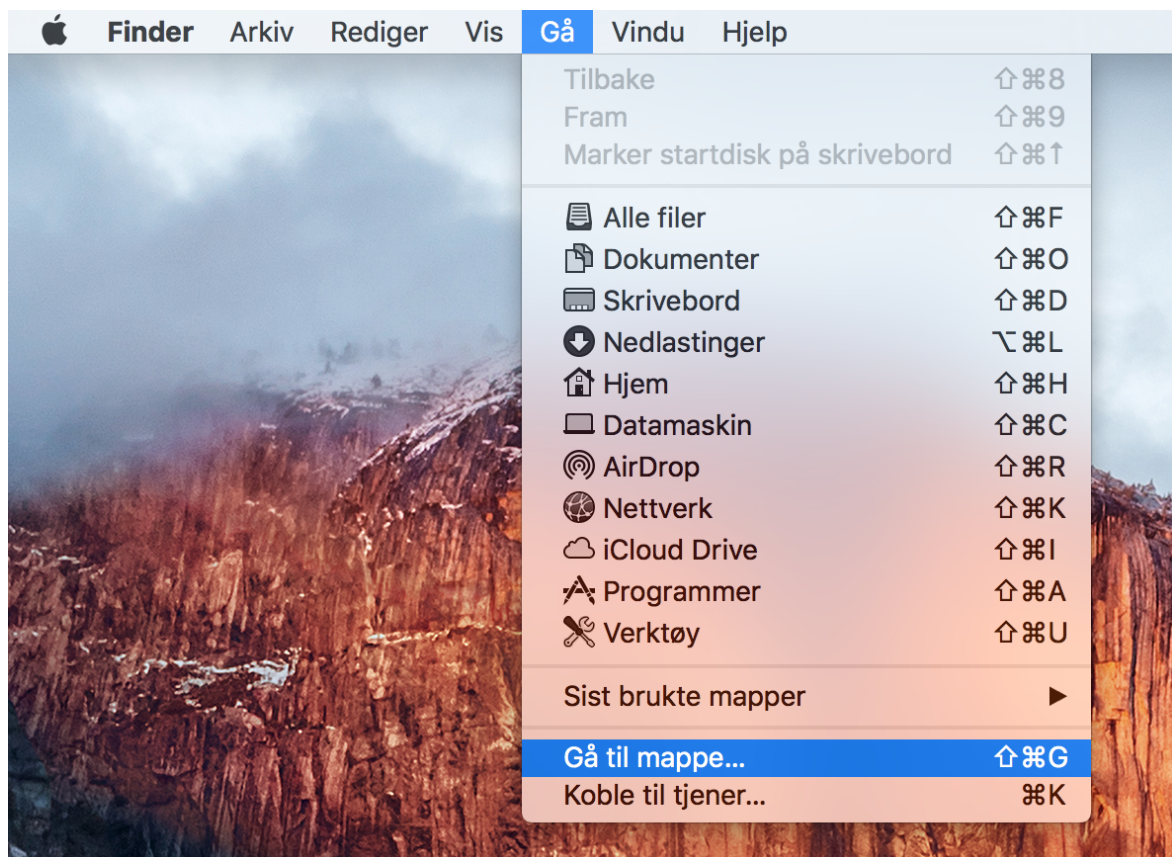 Finder Arkiv Rediger Vis Gå Vindu Hjelp
Tilbake ⇧⌘8
Fram ⇧⌘9
Marker startdisk på skrivebord ⇧⌘↑
Alle filer ⇧⌘F
Dokumenter ⇧⌘O
Skrivebord ⇧⌘D
Nedlastinger ⌥⌘L
Hjem ⇧⌘H
Datamaskin ⇧⌘C
AirDrop ⇧⌘R
Nettverk ⇧⌘K
iCloud Drive ⇧⌘I
Programmer ⇧⌘A
Verktøy ⇧⌘U
Sist brukte mapper ▶
Gå til mappe... ⇧⌘G
Koble til tjener... ⌘K